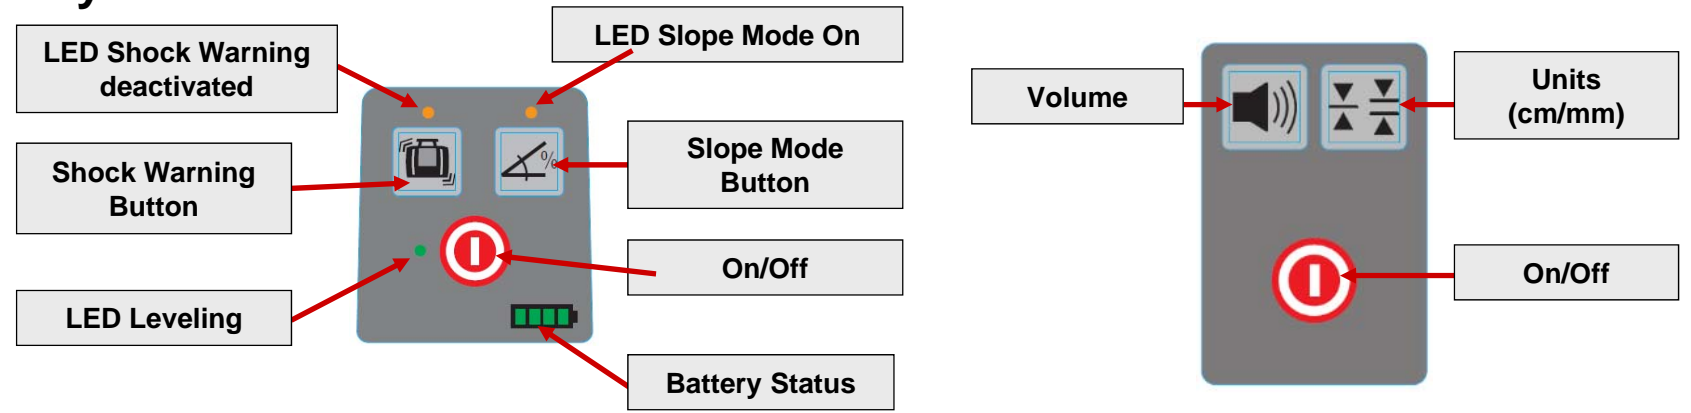 LED Shock Warning
deactivated
LED Slope Mode On
Shock Warning
Button
%
Slope Mode
Button
LED Leveling
On/Off
Battery Status
Volume
Units
(cm/mm)
On/Off